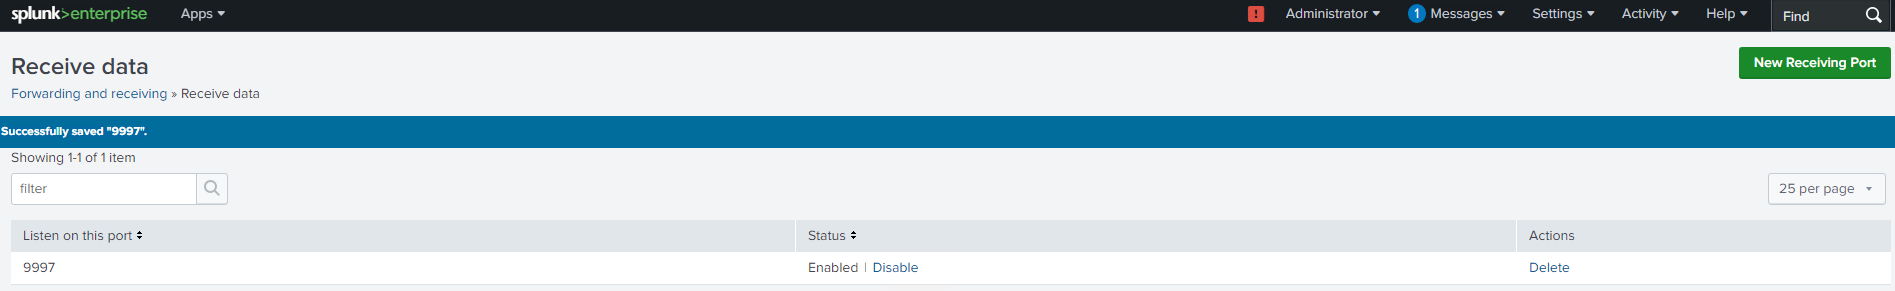 splunk>enterprise Apps ! Administrator 1 Messages Settings Activity Help Find
Receive data
New Receiving Port
Forwarding and receiving » Receive data
Successfully saved "9997".
Showing 1-1 of 1 item
filter
25 per page
Listen on this port Status Actions
9997 Enabled | Disable Delete